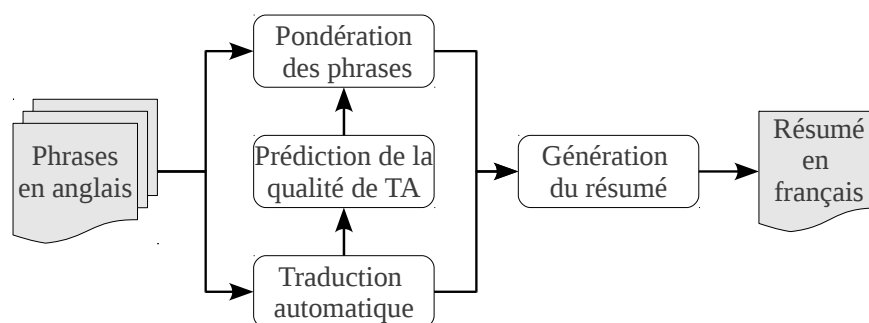 Pondération
des phrases
Phrases
en anglais
Prédiction de la
qualité de TA
Génération
du résumé
Résumé
en
français
Traduction
automatique